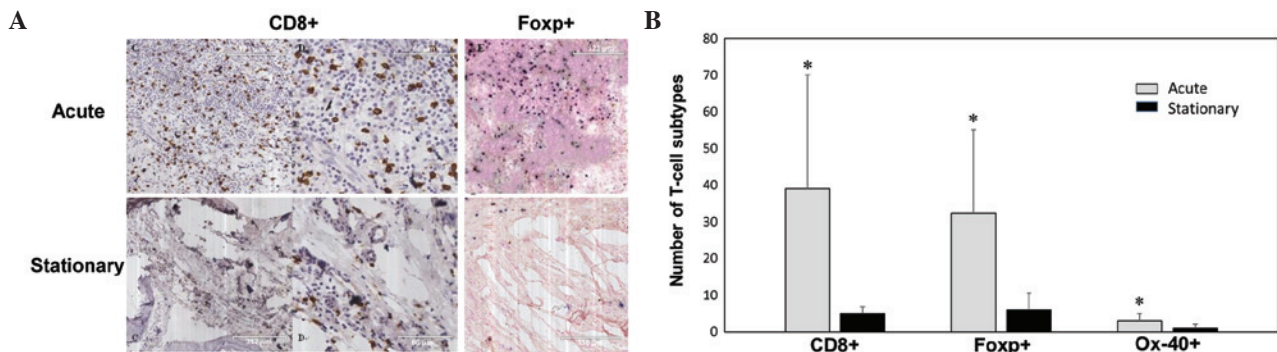 A
CD8+
Foxp+
Acute
Stationary
C
D
E
C
D
B
Number of T-cell subtypes
80
70
60
50
40
30
20
10
0
*
*
*
Acute
Stationary
CD8+
Foxp+
Ox-40+